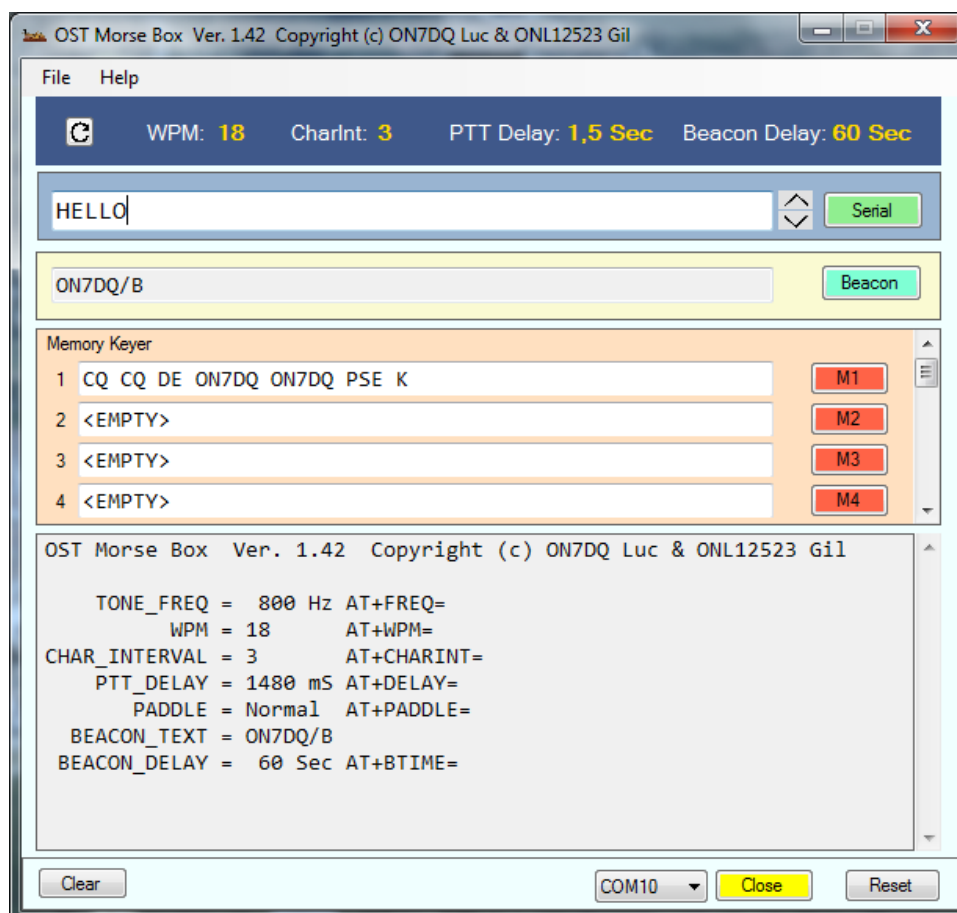 OST Morse Box Ver. 1.42 Copyright (c) ON7DQ Luc & ONL12523 Gil
File Help
WPM: 18 CharInt: 3 PTT Delay: 1,5 Sec Beacon Delay: 60 Sec
HELLO Serial
ON7DQ/B Beacon
Memory Keyer
1 CQ CQ DE ON7DQ ON7DQ PSE K M1
2 <EMPTY> M2
3 <EMPTY> M3
4 <EMPTY> M4
OST Morse Box Ver. 1.42 Copyright (c) ON7DQ Luc & ONL12523 Gil
TONE_FREQ = 800 Hz AT+FREQ=
WPM = 18 AT+WPM=
CHAR_INTERVAL = 3 AT+CHARINT=
PTT_DELAY = 1480 mS AT+DELAY=
PADDLE = Normal AT+PADDLE=
BEACON_TEXT = ON7DQ/B
BEACON_DELAY = 60 Sec AT+BTIME=
Clear COM10 Close Reset